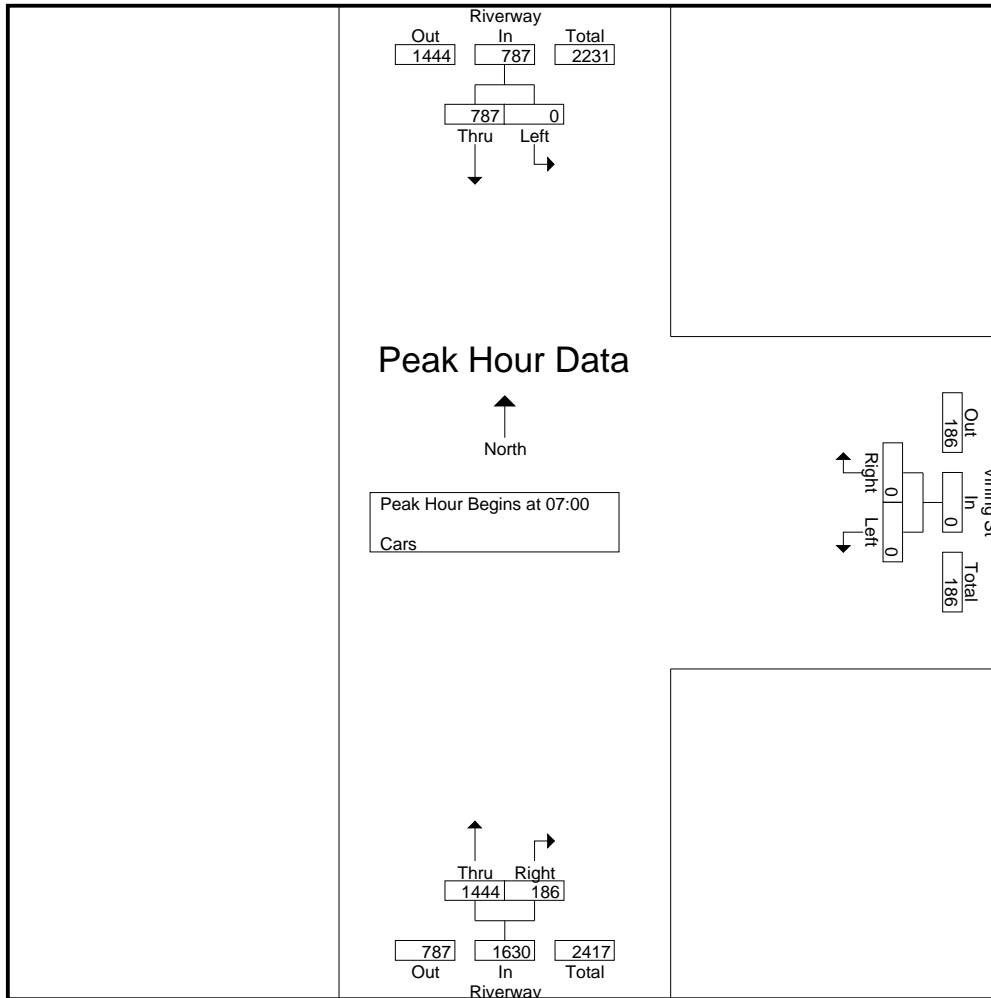 Riverway
Out In Total
1444 787 2231
787 0
Thru Left
Peak Hour Data
North
Peak Hour Begins at 07:00
Cars
Out In Total
186 0 186
Right Left
0 0
Thru Right
1444 186
787 1630 2417
Out In Total
Riverway